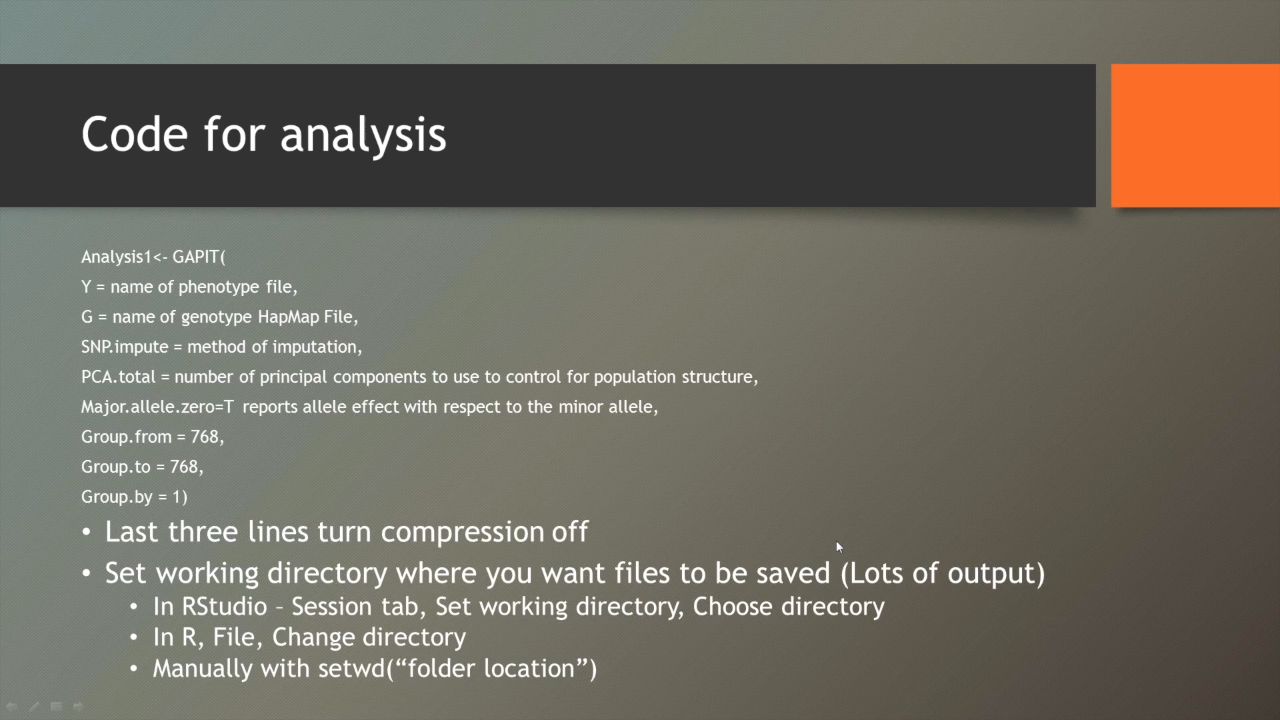 Code for analysis
Analysis1<- GAPIT(
Y = name of phenotype file,
G = name of genotype HapMap File,
SNP.impute = method of imputation,
PCA.total = number of principal components to use to control for population structure,
Major.allele.zero=T  reports allele effect with respect to the minor allele,
Group.from = 768,
Group.to = 768,
Group.by = 1)
• Last three lines turn compression off
• Set working directory where you want files to be saved (Lots of output)
• In RStudio – Session tab, Set working directory, Choose directory
• In R, File, Change directory
• Manually with setwd(“folder location”)